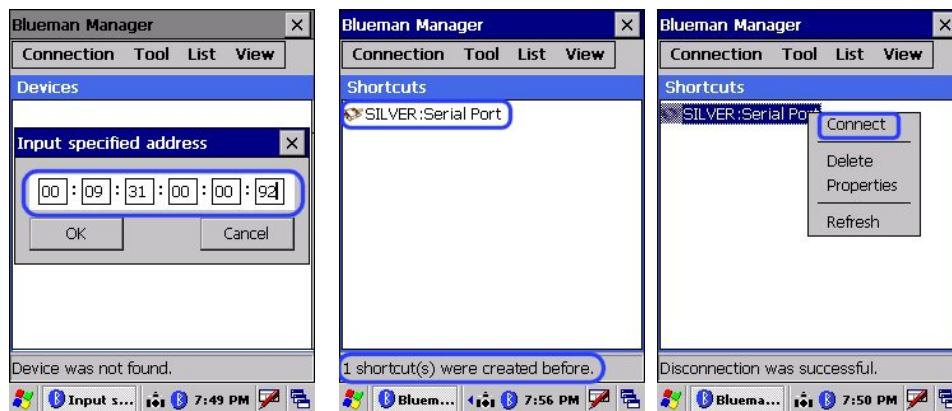 Blueman Manager
Connection Tool List View
Devices
Input specified address
00 : 09 : 31 : 00 : 00 : 92
OK Cancel
Device was not found.
Input s... 7:49 PM
Blueman Manager
Connection Tool List View
Shortcuts
SILVER:Serial Port
1 shortcut(s) were created before.
Bluem... 7:56 PM
Blueman Manager
Connection Tool List View
Shortcuts
SILVER:Serial Po
Connect
Delete
Properties
Refresh
Disconnection was successful.
Bluema... 7:50 PM